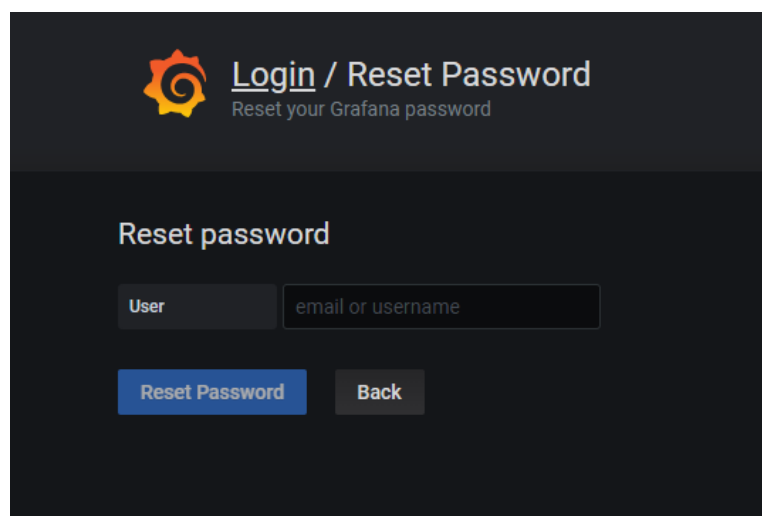 Login / Reset Password
Reset your Grafana password
Reset password
User
email or username
Reset Password
Back